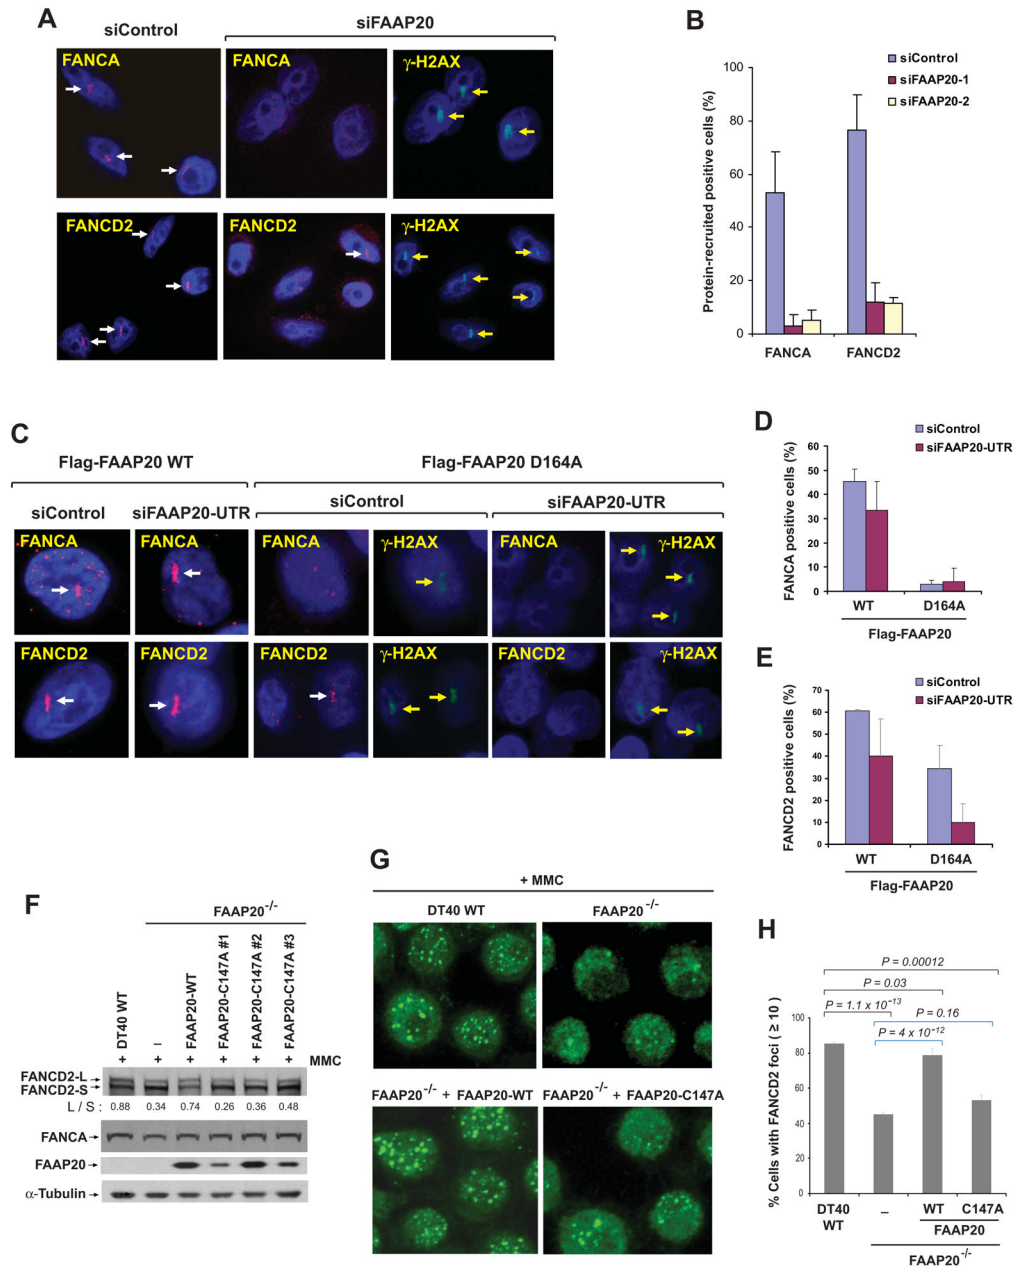 A
siControl
siFAAP20
FANCA
FANCA
γ-H2AX
FANCD2
FANCD2
γ-H2AX
B
siControl
siFAAP20-1
siFAAP20-2
Protein-recruited positive cells (%)
100
80
60
40
20
0
FANCA FANCD2
C
Flag-FAAP20 WT
Flag-FAAP20 D164A
siControl siFAAP20-UTR
siControl
siFAAP20-UTR
FANCA
FANCA
FANCA
γ-H2AX
FANCA
γ-H2AX
FANCD2
FANCD2
FANCD2
γ-H2AX
FANCD2
γ-H2AX
D
siControl
siFAAP20-UTR
FANCA positive cells (%)
60
50
40
30
20
10
0
WT D164A
Flag-FAAP20
E
siControl
siFAAP20-UTR
FANCD2 positive cells (%)
70
60
50
40
30
20
10
0
WT D164A
Flag-FAAP20
F
FAAP20-/-
DT40 WT
–
FAAP20-WT
FAAP20-C147A #1
FAAP20-C147A #2
FAAP20-C147A #3
+ + + + + + MMC
FANCD2-L
FANCD2-S
L / S : 0.88 0.34 0.74 0.26 0.36 0.48
FANCA
FAAP20
α-Tubulin
G
+ MMC
DT40 WT
FAAP20-/-
FAAP20-/- + FAAP20-WT
FAAP20-/- + FAAP20-C147A
H
P = 0.00012
P = 0.03
P = 1.1 x 10-13
P = 0.16
P = 4 x 10-12
% Cells with FANCD2 foci ( ≥ 10 )
100
80
60
40
20
0
DT40 WT
–
WT C147A
FAAP20
FAAP20-/-